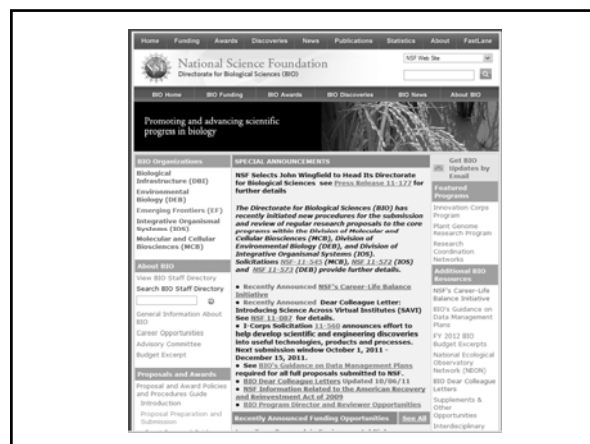 Home Funding Awards Discoveries News Publications Statistics About FastLane
NSF
National Science Foundation
Directorate for Biological Sciences (BIO)
NSF Web Site
BIO Home BIO Funding BIO Awards BIO Discoveries BIO News About BIO
Promoting and advancing scientific
progress in biology
BIO Organizations
Biological
Infrastructure (DBI)
Environmental
Biology (DEB)
Emerging Frontiers (EF)
Integrative Organismal
Systems (IOS)
Molecular and Cellular
Biosciences (MCB)
About BIO
View BIO Staff Directory
Search BIO Staff Directory
General Information About
BIO
Career Opportunities
Advisory Committee
Budget Excerpt
Proposals and Awards
Proposal and Award Policies
and Procedures Guide
Introduction
Proposal Preparation and
Submission
SPECIAL ANNOUNCEMENTS
NSF Selects John Wingfield to Head Its Directorate
for Biological Sciences see Press Release 11-177 for
further details
The Directorate for Biological Sciences (BIO) has
recently initiated new procedures for the submission
and review of regular research proposals to the core
programs within the Division of Molecular and
Cellular Biosciences (MCB), Division of
Environmental Biology (DEB), and Division of
Integrative Organismal Systems (IOS).
Solicitations NSF 11-545 (MCB), NSF 11-572 (IOS)
and NSF 11-573 (DEB) provide further details.
• Recently Announced NSF's Career-Life Balance
Initiative
• Recently Announced Dear Colleague Letter:
Introducing Science Across Virtual Institutes (SAVI)
See NSF 11-087 for details.
• I-Corps Solicitation 11-560 announces effort to
help develop scientific and engineering discoveries
into useful technologies, products and processes.
Next submission window October 1, 2011 -
December 15, 2011.
• See BIO's Guidance on Data Management Plans
required for all full proposals submitted to NSF.
• BIO Dear Colleague Letters Updated 10/06/11
• NSF Information Related to the American Recovery
and Reinvestment Act of 2009
• BIO Program Director and Reviewer Opportunities
Recently Announced Funding Opportunities See All
Get BIO
Updates by
Email
Featured
Programs
Innovation Corps
Program
Plant Genome
Research Program
Research
Coordination
Networks
Additional BIO
Resources
NSF's Career-Life
Balance Initiative
BIO's Guidance on
Data Management
Plans
FY 2012 BIO
Budget Excerpts
National Ecological
Observatory
Network (NEON)
BIO Dear Colleague
Letters
Supplements &
Other
Opportunities
Interdisciplinary